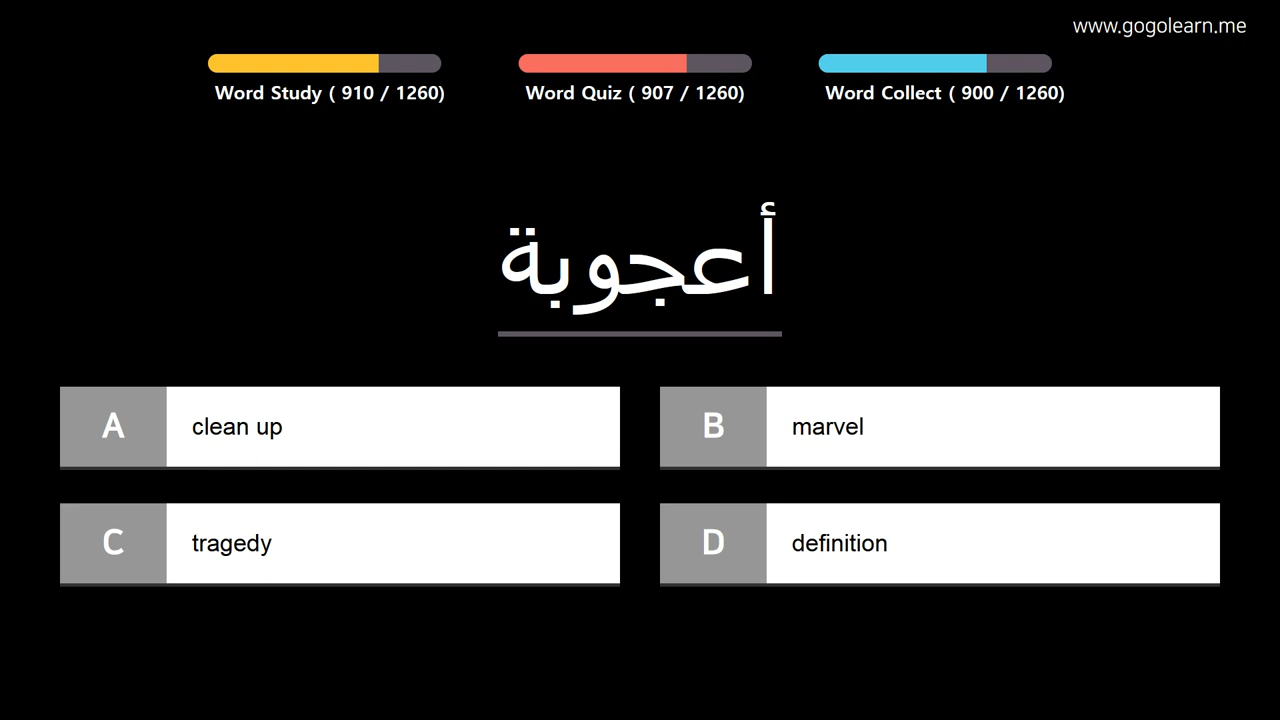 www.gogolearn.me
Word Study ( 910 / 1260)
Word Quiz ( 907 / 1260)
Word Collect ( 900 / 1260)
أعجوبة
A clean up
B marvel
C tragedy
D definition